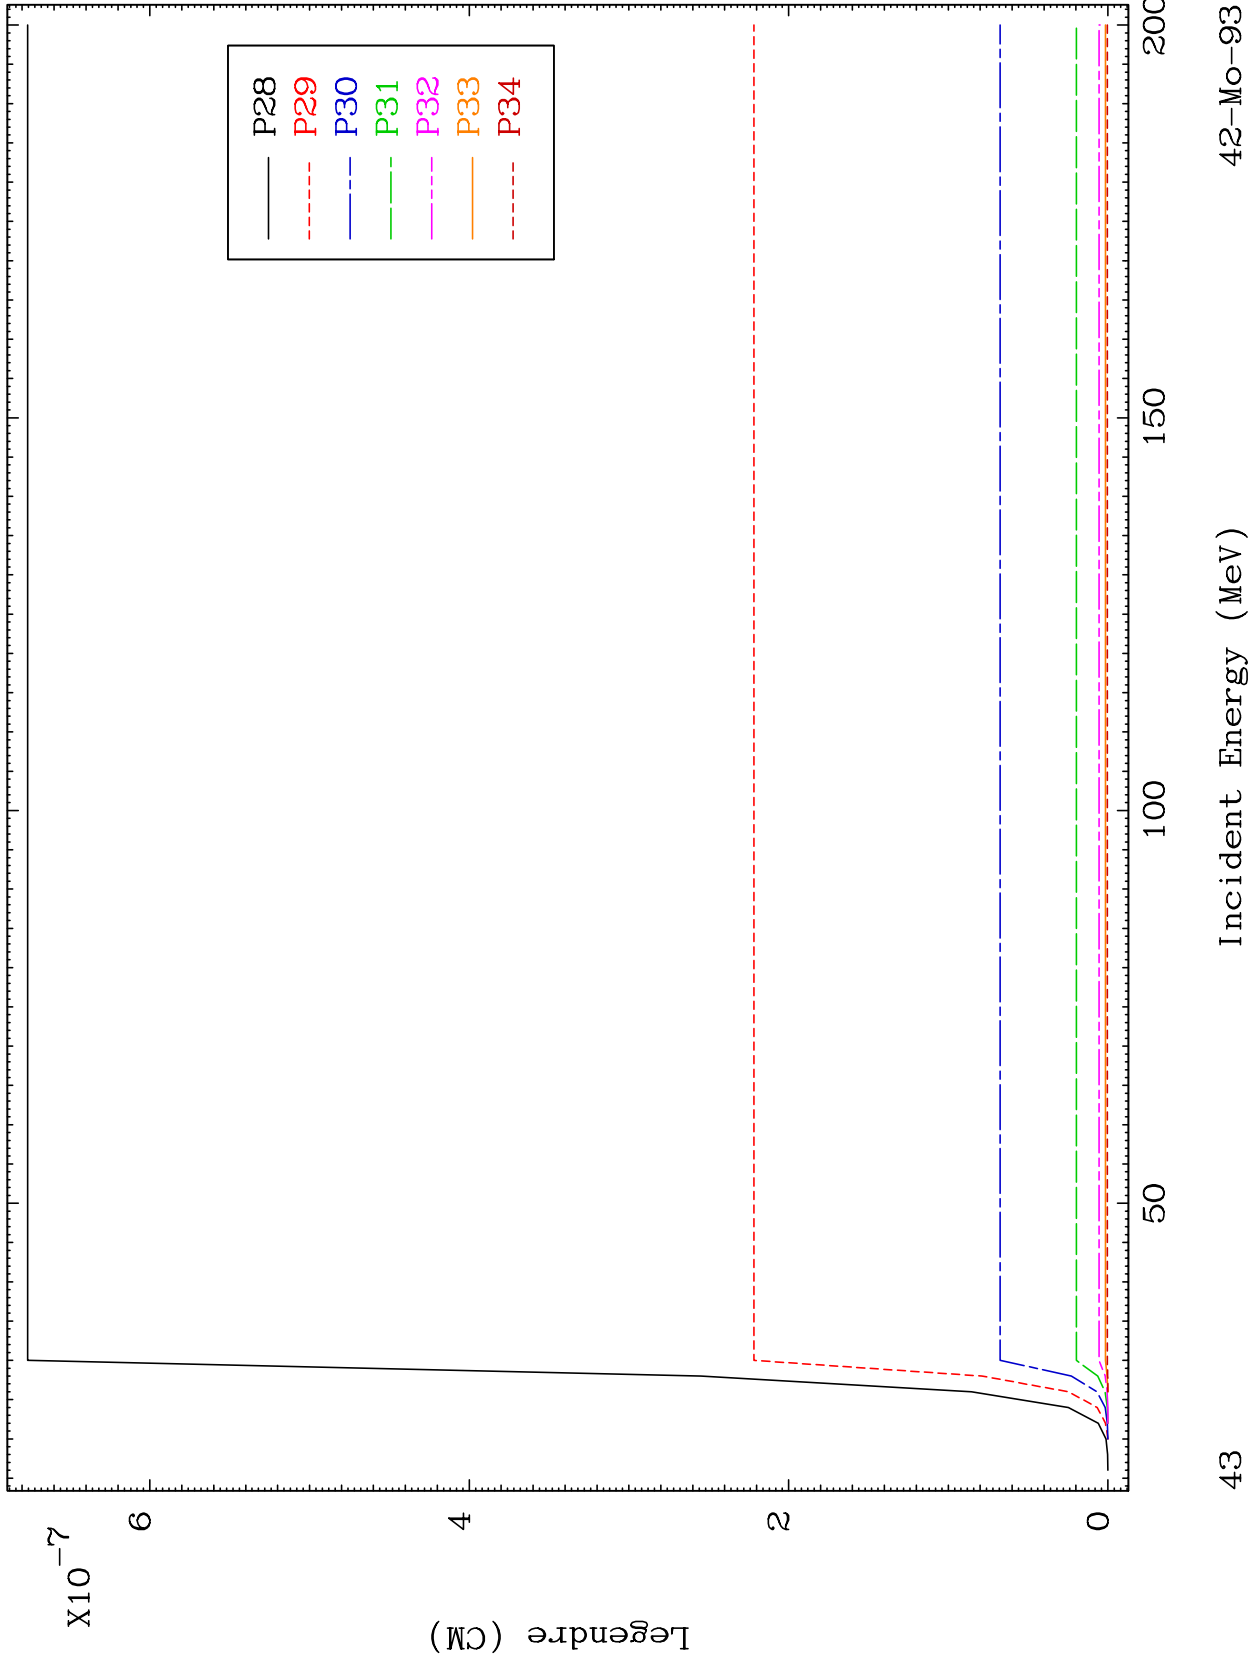 X10-7
6
4
2
0
Legendre (CM)
P28
P29
P30
P31
P32
P33
P34
50
100
150
200
Incident Energy (MeV)
43
42-Mo-93